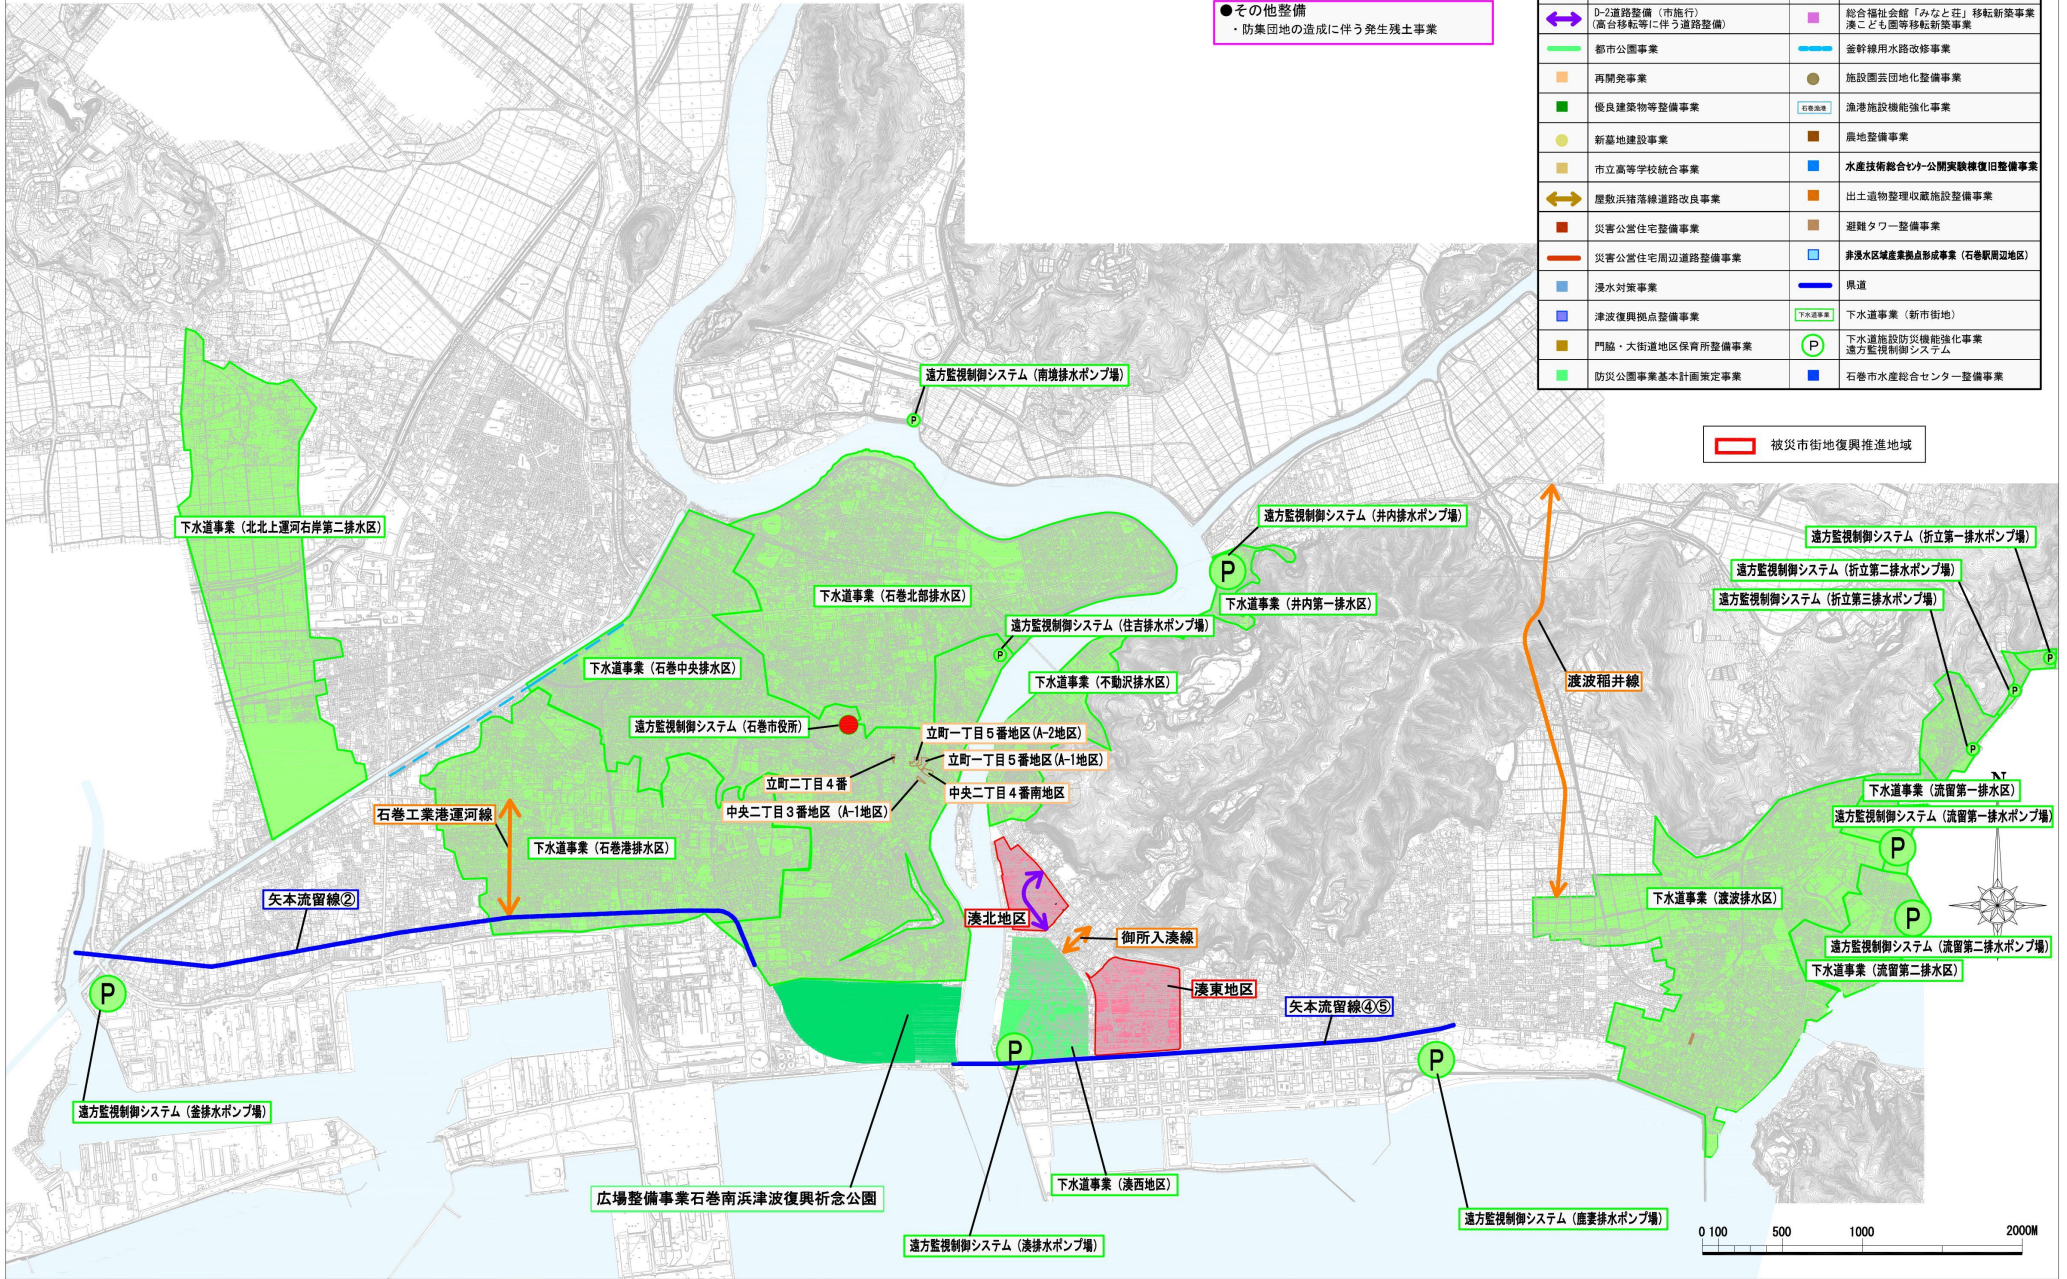 ●その他整備
・防集団地の造成に伴う発生残土事業
D-2道路整備（市施行）
(高台移転等に伴う道路整備)
総合福祉会館「みなと荘」移転新築事業
湊こども園等移転新築事業
都市公園事業
釜幹線用水路改修事業
再開発事業
施設園芸団地化整備事業
優良建築物等整備事業
石巻漁港
漁港施設機能強化事業
新墓地建設事業
農地整備事業
市立高等学校統合事業
水産技術総合ｾﾝﾀｰ公開実験棟復旧整備事業
屋敷浜猪落線道路改良事業
出土遺物整理収蔵施設整備事業
災害公営住宅整備事業
避難タワー整備事業
災害公営住宅周辺道路整備事業
非浸水区域産業拠点形成事業（石巻駅周辺地区）
浸水対策事業
県道
津波復興拠点整備事業
下水道事業
下水道事業（新市街地）
門脇・大街道地区保育所整備事業
P
下水道施設防災機能強化事業
遠方監視制御システム
防災公園事業基本計画策定事業
石巻市水産総合センター整備事業
被災市街地復興推進地域
遠方監視制御システム（南境排水ポンプ場）
P
下水道事業（北北上運河右岸第二排水区）
遠方監視制御システム（井内排水ポンプ場）
P
遠方監視制御システム（折立第一排水ポンプ場）
遠方監視制御システム（折立第二排水ポンプ場）
遠方監視制御システム（折立第三排水ポンプ場）
下水道事業（石巻北部排水区）
下水道事業（井内第一排水区）
遠方監視制御システム（住吉排水ポンプ場）
P
P
P
P
下水道事業（石巻中央排水区）
下水道事業（不動沢排水区）
渡波稲井線
遠方監視制御システム（石巻市役所）
立町一丁目５番地区(A-2地区)
立町一丁目５番地区(A-1地区)
立町二丁目４番
中央二丁目４番南地区
中央二丁目３番地区（A-1地区）
N
下水道事業（流留第一排水区）
遠方監視制御システム（流留第一排水ポンプ場）
P
石巻工業港運河線
下水道事業（石巻港排水区）
矢本流留線②
下水道事業（渡波排水区）
P
湊北地区
御所入湊線
遠方監視制御システム（流留第二排水ポンプ場）
下水道事業（流留第二排水区）
湊東地区
矢本流留線④⑤
P
P
P
遠方監視制御システム（釜排水ポンプ場）
広場整備事業石巻南浜津波復興祈念公園
下水道事業（湊西地区）
遠方監視制御システム（湊排水ポンプ場）
遠方監視制御システム（鹿妻排水ポンプ場）
0 100 500 1000 2000M